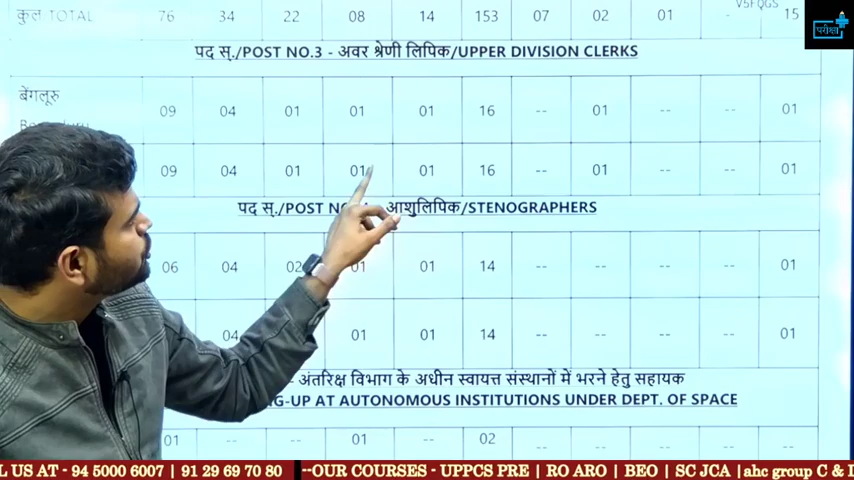 V5FQGS
परीक्षा
कुल TOTAL 76 34 22 08 14 153 07 02 01 - 15
पद स्./POST NO.3 - अवर श्रेणी लिपिक/UPPER DIVISION CLERKS
बेंगलूरु
09 04 01 01 01 16 -- 01 -- -- 01
09 04 01 01 01 16 -- 01 -- -- 01
पद स्./POST - आशुलिपिक/STENOGRAPHERS
06 04 02 01 01 14 -- -- -- -- 01
04 01 01 14 -- -- -- -- 01
- अंतरिक्ष विभाग के अधीन स्वायत्त संस्थानों में भरने हेतु सहायक
G-UP AT AUTONOMOUS INSTITUTIONS UNDER DEPT. OF SPACE
01 -- -- 01 -- 02 -- -- -- -- --
L US AT - 94 5000 6007 | 91 29 69 70 80 --OUR COURSES - UPPCS PRE | RO ARO | BEO | SC JCA |ahc group C & D